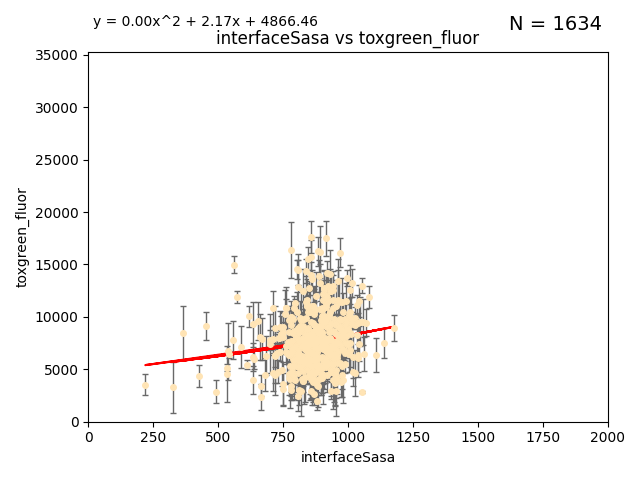 y = 0.00x^2 + 2.17x + 4866.46
N = 1634
interfaceSasa vs toxgreen_fluor
35000
30000
25000
20000
15000
10000
5000
0
toxgreen_fluor
0 250 500 750 1000 1250 1500 1750 2000
interfaceSasa